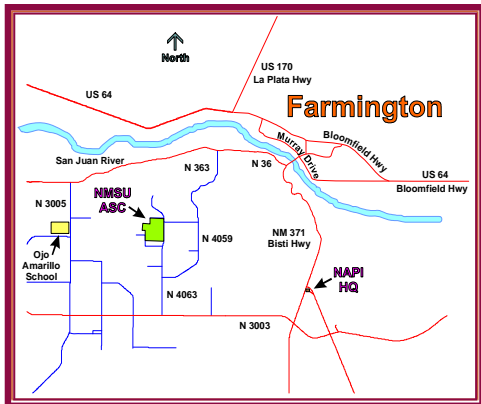 North
US 170
La Plata Hwy
US 64
Farmington
Murray Drive
Bloomfield Hwy
San Juan River
N 363
N 36
US 64
Bloomfield Hwy
NMSU
ASC
N 3005
N 4059
NM 371
Bisti Hwy
Ojo
Amarillo
School
NAPI
HQ
N 4063
N 3003